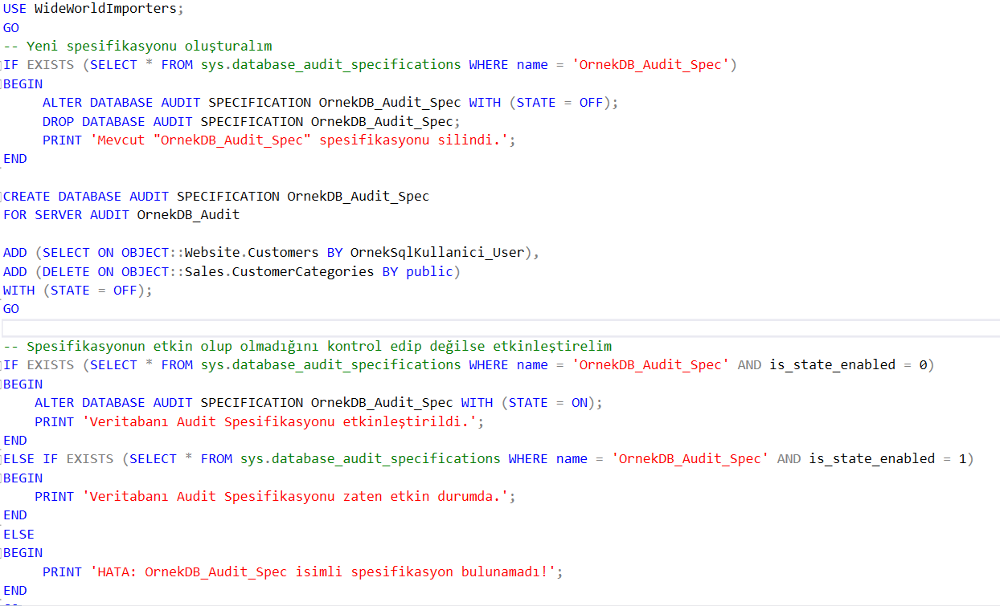 USE WideWorldImporters;
GO
-- Yeni spesifikasyonu oluşturalım
IF EXISTS (SELECT * FROM sys.database_audit_specifications WHERE name = 'OrnekDB_Audit_Spec')
BEGIN
ALTER DATABASE AUDIT SPECIFICATION OrnekDB_Audit_Spec WITH (STATE = OFF);
DROP DATABASE AUDIT SPECIFICATION OrnekDB_Audit_Spec;
PRINT 'Mevcut "OrnekDB_Audit_Spec" spesifikasyonu silindi.';
END
CREATE DATABASE AUDIT SPECIFICATION OrnekDB_Audit_Spec
FOR SERVER AUDIT OrnekDB_Audit
ADD (SELECT ON OBJECT::Website.Customers BY OrnekSqlKullanici_User),
ADD (DELETE ON OBJECT::Sales.CustomerCategories BY public)
WITH (STATE = OFF);
GO
-- Spesifikasyonun etkin olup olmadığını kontrol edip değilse etkinleştirelim
IF EXISTS (SELECT * FROM sys.database_audit_specifications WHERE name = 'OrnekDB_Audit_Spec' AND is_state_enabled = 0)
BEGIN
ALTER DATABASE AUDIT SPECIFICATION OrnekDB_Audit_Spec WITH (STATE = ON);
PRINT 'Veritabanı Audit Spesifikasyonu etkinleştirildi.';
END
ELSE IF EXISTS (SELECT * FROM sys.database_audit_specifications WHERE name = 'OrnekDB_Audit_Spec' AND is_state_enabled = 1)
BEGIN
PRINT 'Veritabanı Audit Spesifikasyonu zaten etkin durumda.';
END
ELSE
BEGIN
PRINT 'HATA: OrnekDB_Audit_Spec isimli spesifikasyon bulunamadı!';
END